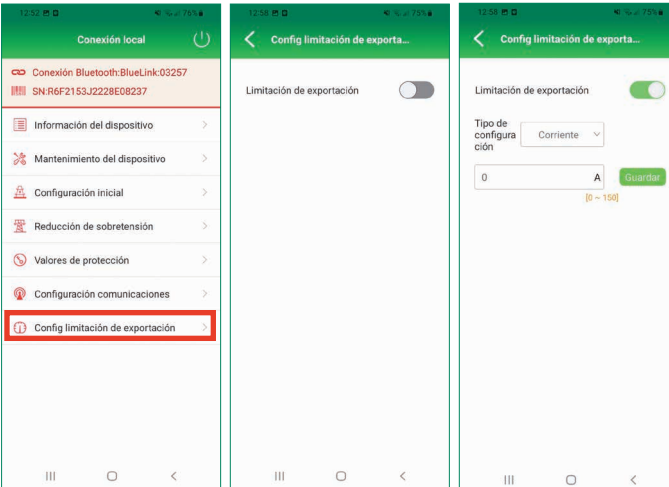 12:52
76%
Conexión local
Conexión Bluetooth:BlueLink:03257
SN:R6F2153J2228E08237
Información del dispositivo
Mantenimiento del dispositivo
Configuración inicial
Reducción de sobretensión
Valores de protección
Configuración comunicaciones
Config limitación de exportación
12:58
75%
Config limitación de exporta...
Limitación de exportación
12:58
75%
Config limitación de exporta...
Limitación de exportación
Tipo de
configura
ción
Corriente
0 A Guardar
[0 ~ 150]